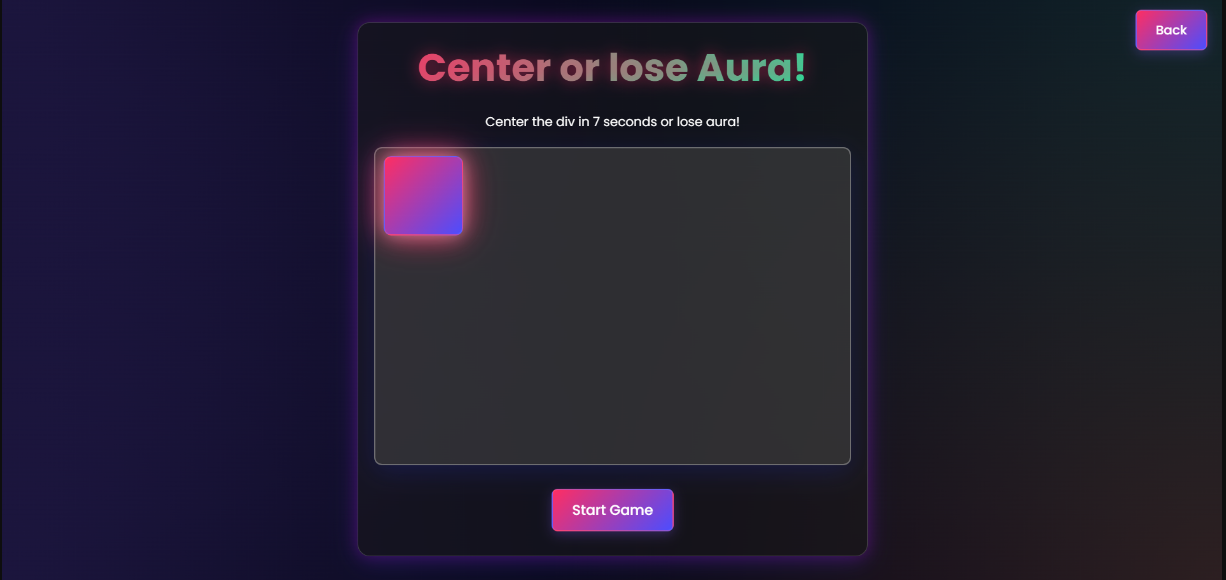 Back
Center or lose Aura!
Center the div in 7 seconds or lose aura!
Start Game